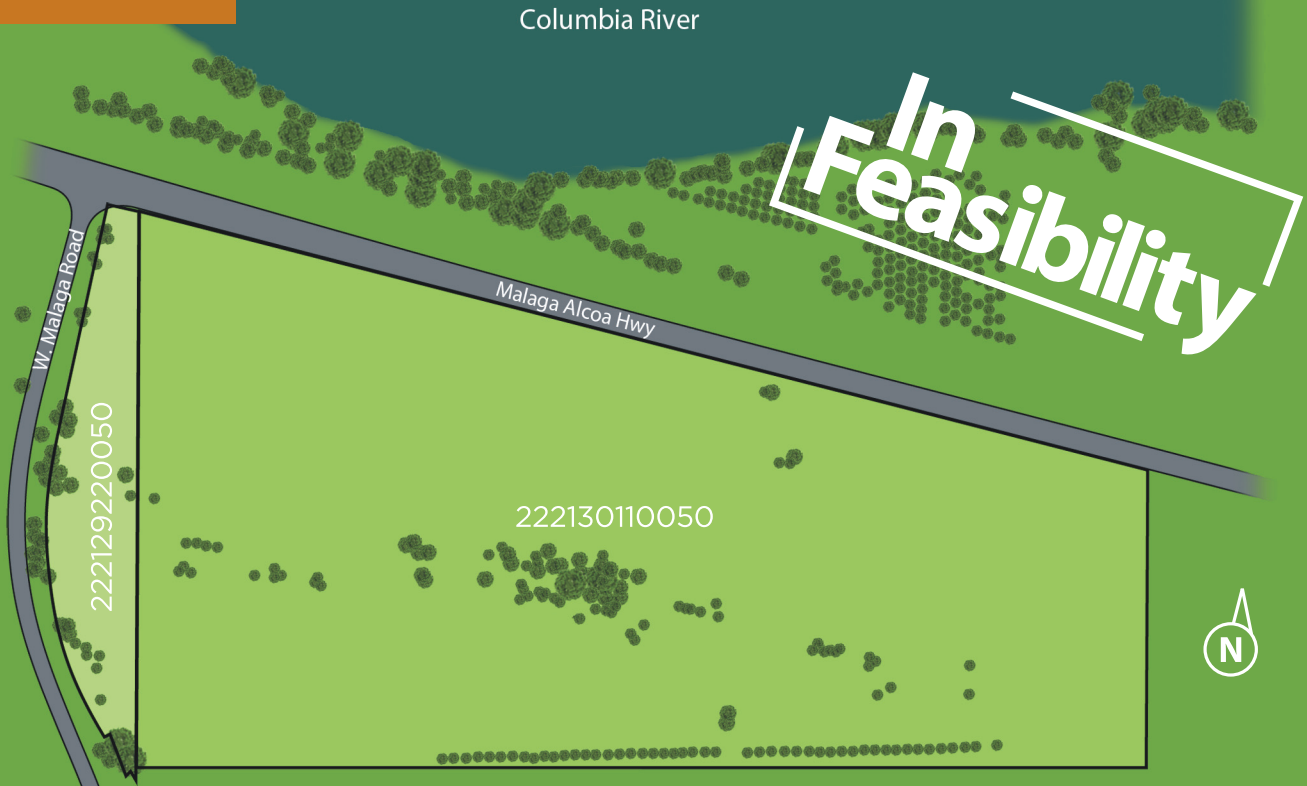 Columbia River
In
Feasibility
W. Malaga Road
Malaga Alcoa Hwy
222129220050
222130110050
N